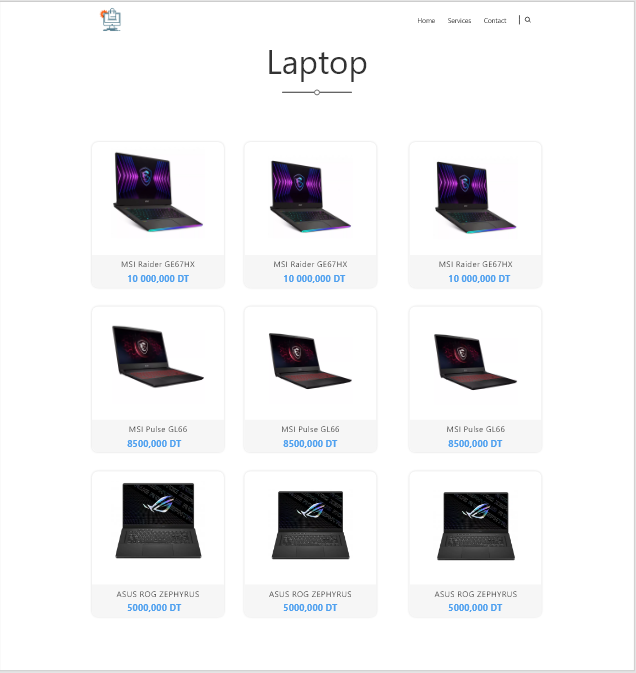 Home Services Contact
Laptop
MSI Raider GE67HX MSI Raider GE67HX MSI Raider GE67HX
10 000,000 DT 10 000,000 DT 10 000,000 DT
MSI Pulse GL66 MSI Pulse GL66 MSI Pulse GL66
8500,000 DT 8500,000 DT 8500,000 DT
ASUS ROG ZEPHYRUS ASUS ROG ZEPHYRUS ASUS ROG ZEPHYRUS
5000,000 DT 5000,000 DT 5000,000 DT